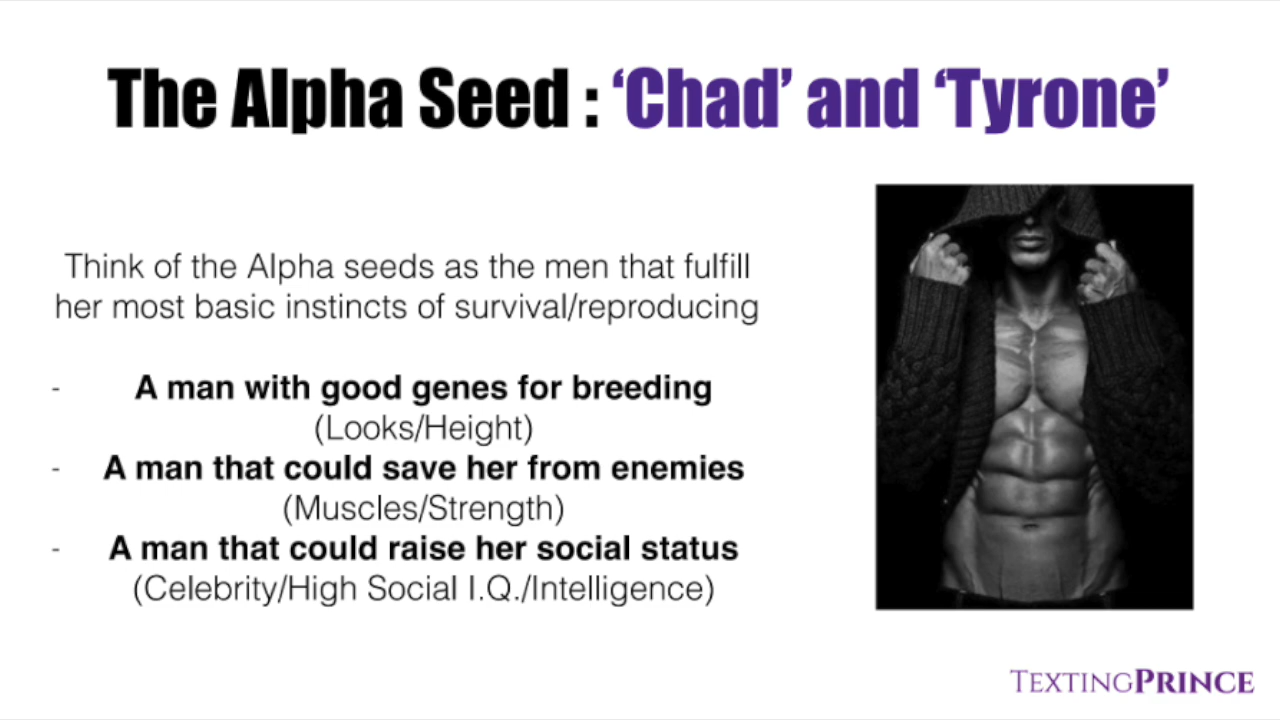 The Alpha Seed : ‘Chad’ and ‘Tyrone’
Think of the Alpha seeds as the men that fulfill
her most basic instincts of survival/reproducing
- A man with good genes for breeding
(Looks/Height)
- A man that could save her from enemies
(Muscles/Strength)
- A man that could raise her social status
(Celebrity/High Social I.Q./Intelligence)
TEXTINGPRINCE